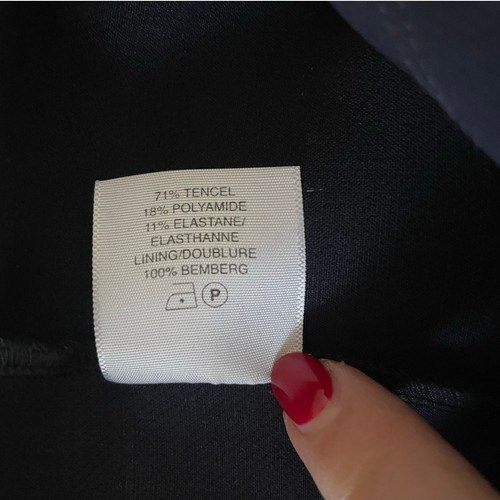 71% TENCEL
18% POLYAMIDE
11% ELASTANE/
ELASTHANNE
LINING/DOUBLURE
100% BEMBERG
P